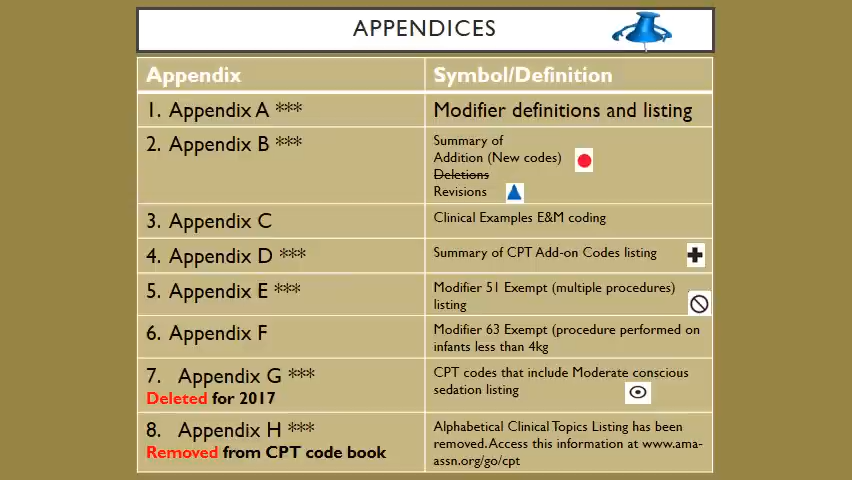 APPENDICES
Appendix
Symbol/Definition
1. Appendix A ***
Modifier definitions and listing
2. Appendix B ***
Summary of
Addition (New codes)
Deletions
Revisions
3. Appendix C
Clinical Examples E&M coding
4. Appendix D ***
Summary of CPT Add-on Codes listing
5. Appendix E ***
Modifier 51 Exempt (multiple procedures)
listing
6. Appendix F
Modifier 63 Exempt (procedure performed on
infants less than 4kg
7. Appendix G ***
Deleted for 2017
CPT codes that include Moderate conscious
sedation listing
8. Appendix H ***
Removed from CPT code book
Alphabetical Clinical Topics Listing has been
removed. Access this information at www.ama-
assn.org/go/cpt